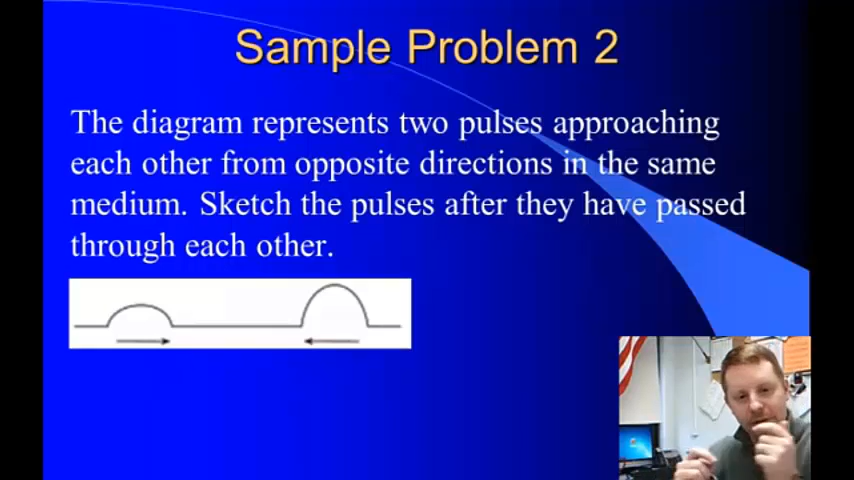 Sample Problem 2
The diagram represents two pulses approaching
each other from opposite directions in the same
medium. Sketch the pulses after they have passed
through each other.